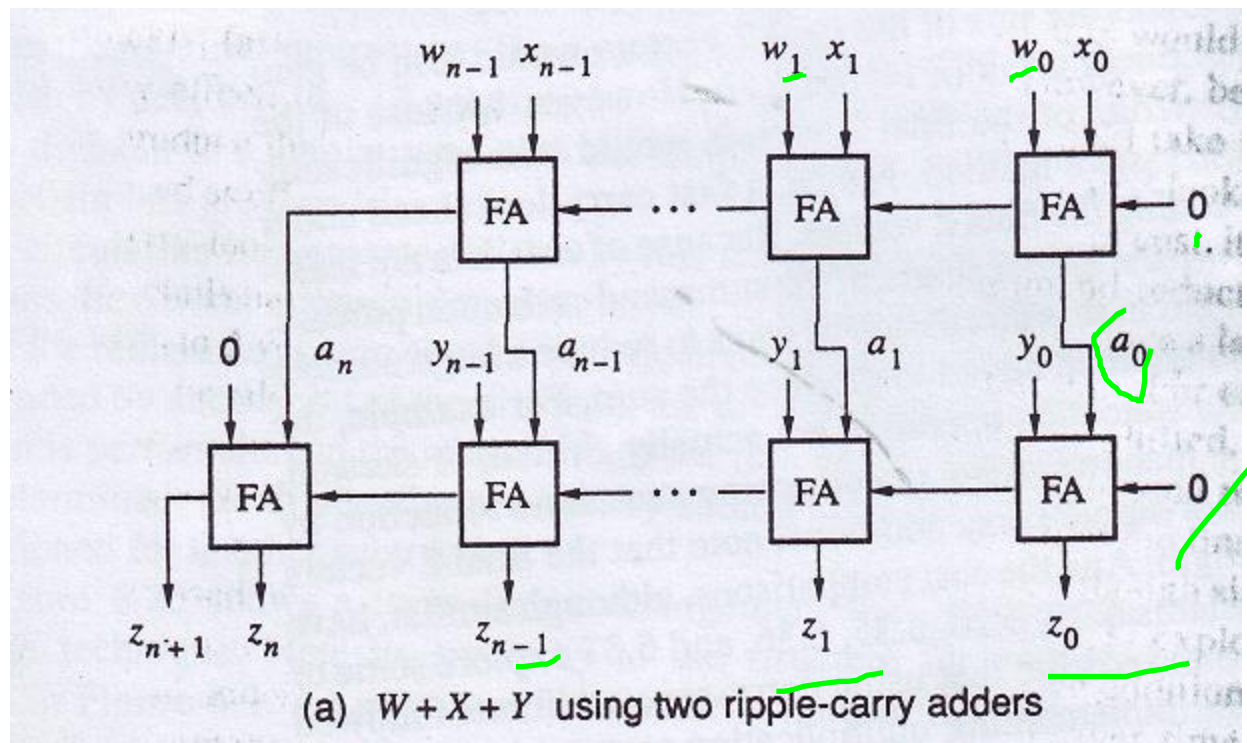 w_{n-1} x_{n-1} w_1 x_1 w_0 x_0
FA ... FA FA 0
0 a_n y_{n-1} a_{n-1} y_1 a_1 y_0 a_0
FA FA ... FA FA 0
z_{n+1} z_n z_{n-1} z_1 z_0
(a) W + X + Y using two ripple-carry adders